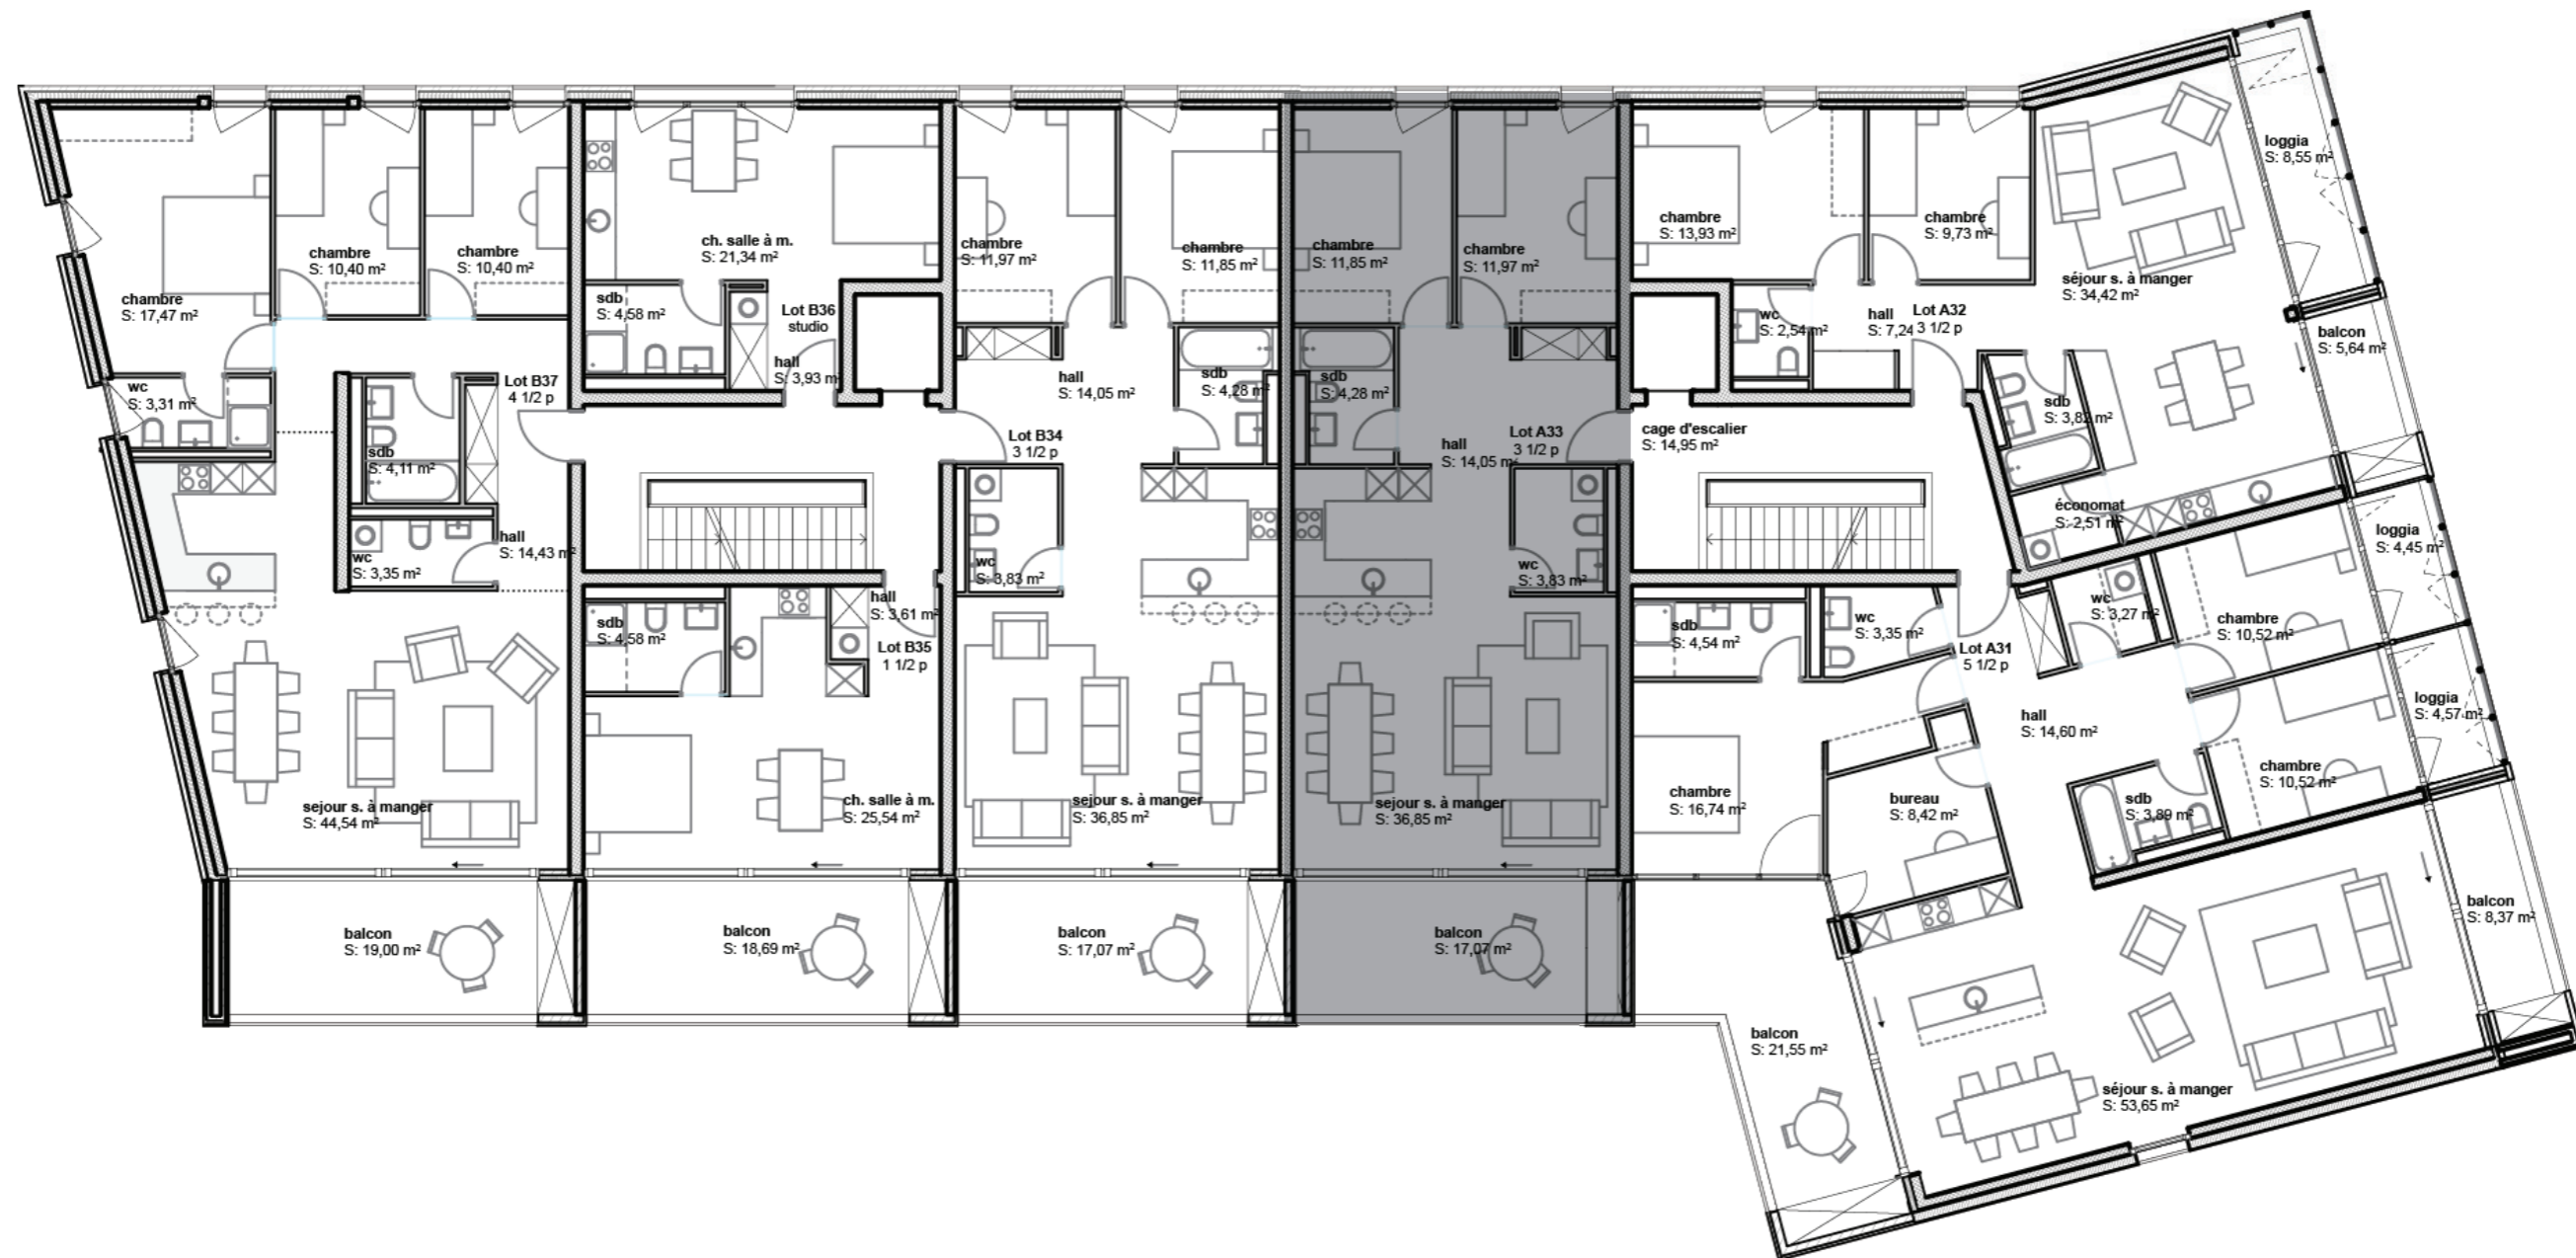 chambre
S: 17,47 m²
chambre
S: 10,40 m²
chambre
S: 10,40 m²
wc
S: 3,31 m²
sdb
S: 4,11 m²
Lot B37
4 1/2 p
wc
S: 3,35 m²
hall
S: 14,43 m²
sejour s. à manger
S: 44,54 m²
balcon
S: 19,00 m²
ch. salle à m.
S: 21,34 m²
sdb
S: 4,58 m²
Lot B36
studio
hall
S: 3,93 m²
hall
S: 3,61 m²
sdb
S: 4,58 m²
Lot B35
1 1/2 p
ch. salle à m.
S: 25,54 m²
balcon
S: 18,69 m²
chambre
S: 11,97 m²
chambre
S: 11,85 m²
hall
S: 14,05 m²
sdb
S: 4,28 m²
Lot B34
3 1/2 p
wc
S: 3,83 m²
sejour s. à manger
S: 36,85 m²
balcon
S: 17,07 m²
chambre
S: 11,85 m²
chambre
S: 11,97 m²
sdb
S: 4,28 m²
hall
S: 14,05 m²
Lot A33
3 1/2 p
wc
S: 3,83 m²
sejour s. à manger
S: 36,85 m²
balcon
S: 17,07 m²
cage d'escalier
S: 14,95 m²
chambre
S: 13,93 m²
chambre
S: 9,73 m²
wc
S: 2,54 m²
hall
S: 7,24
Lot A32
3 1/2 p
séjour s. à manger
S: 34,42 m²
loggia
S: 8,55 m²
balcon
S: 5,64 m²
sdb
S: 3,82 m²
économat
S: 2,51 m²
loggia
S: 4,45 m²
sdb
S: 4,54 m²
wc
S: 3,35 m²
Lot A31
5 1/2 p
wc
S: 3,27 m²
chambre
S: 10,52 m²
loggia
S: 4,57 m²
hall
S: 14,60 m²
chambre
S: 10,52 m²
chambre
S: 16,74 m²
bureau
S: 8,42 m²
sdb
S: 3,89 m²
balcon
S: 8,37 m²
balcon
S: 21,55 m²
séjour s. à manger
S: 53,65 m²